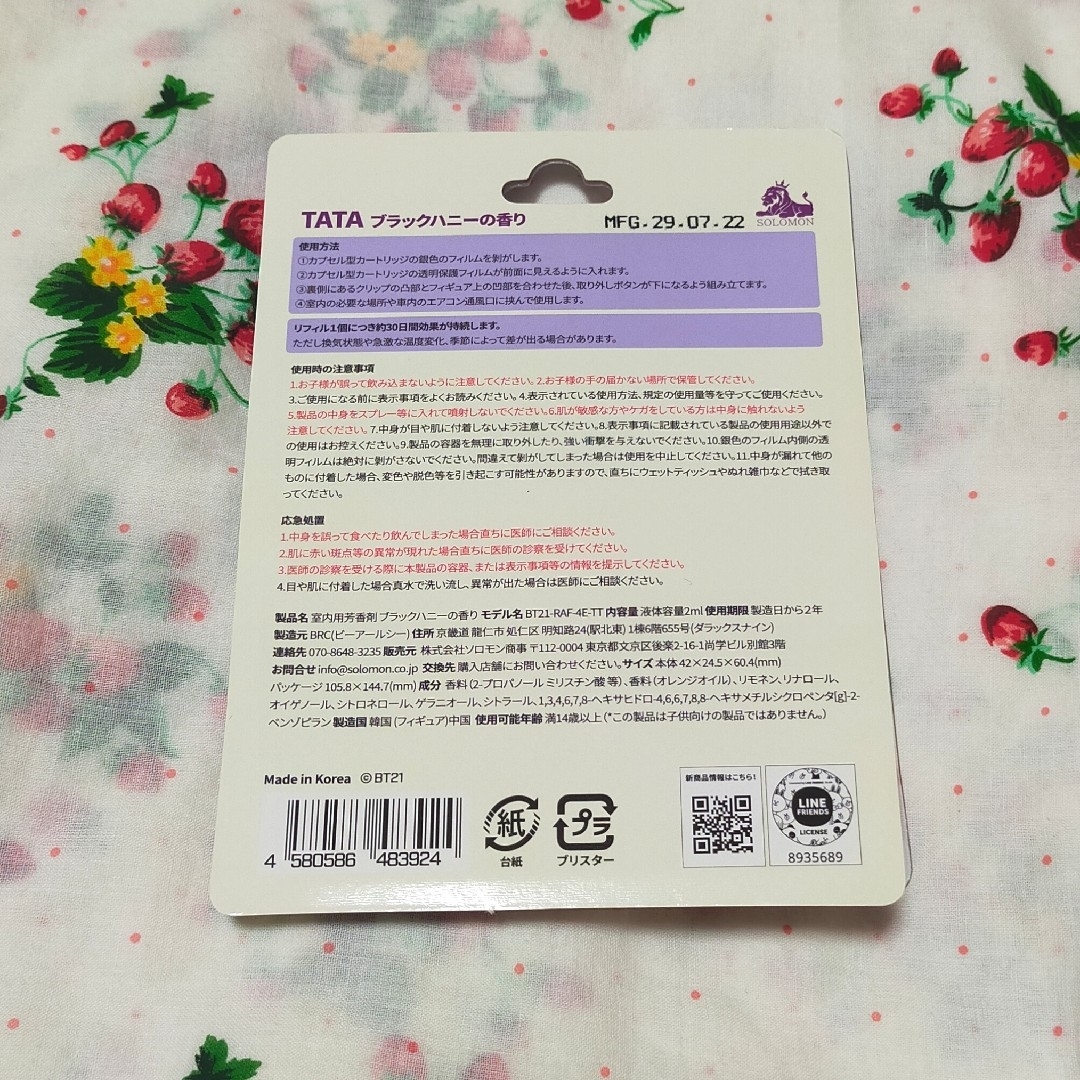 TATA ブラックハニーの香り
MFG.29.07.22
SOLOMON
使用方法
①カプセル型カートリッジの銀色のフィルムを剝がします。
②カプセル型カートリッジの透明保護フィルムが前面に見えるように入れます。
③裏側にあるクリップの凸部とフィギュア上の凹部を合わせた後、取り外しボタンが下になるよう組み立てます。
④室内の必要な場所や車内のエアコン通風口に挟んで使用します。
リフィル1個につき約30日間効果が持続します。
ただし換気状態や急激な温度変化、季節によって差が出る場合があります。
使用時の注意事項
1.お子様が誤って飲み込まないように注意してください。2.お子様の手の届かない場所で保管してください。
3.ご使用になる前に表示事項をよくお読みください。4.表示されている使用方法、規定の使用量等を守ってご使用ください。
5.製品の中身をスプレー等に入れて噴射しないでください。6.肌が敏感な方やケガをしている方は中身に触れないよう
注意してください。7.中身が目や肌に付着しないよう注意してください。8.表示事項に記載されている製品の使用用途以外で
の使用はお控えください。9.製品の容器を無理に取り外したり、強い衝撃を与えないでください。10.銀色のフィルム内側の透
明フィルムは絶対に剝がさないでください。間違えて剝がしてしまった場合は使用を中止してください。11.中身が漏れて他の
ものに付着した場合、変色や脱色等を引き起こす可能性がありますので、直ちにウェットティッシュやぬれ雑巾などで拭き取
ってください。
応急処置
1.中身を誤って食べたり飲んでしまった場合直ちに医師にご相談ください。
2.肌に赤い斑点等の異常が現れた場合直ちに医師の診察を受けてください。
3.医師の診察を受ける際に本製品の容器、または表示事項等の情報を提示してください。
4.目や肌に付着した場合真水で洗い流し、異常が出た場合は医師にご相談ください。
製品名 室内用芳香剤 ブラックハニーの香り モデル名 BT21-RAF-4E-TT 内容量 液体容量2ml 使用期限 製造日から2年
製造元 BRC(ビーアールシー) 住所 京畿道 龍仁市 処仁区 明知路24(駅北東) 1棟6階655号(ダラックスナイン)
連絡先 070-8648-3235 販売元 株式会社ソロモン商事 〒112-0004 東京都文京区後楽2-16-1尚学ビル別館3階
お問合せ info@solomon.co.jp 交換先 購入店舗にお問い合わせください。サイズ 本体 42×24.5×60.4(mm)
パッケージ 105.8×144.7(mm) 成分 香料（2-プロパノール ミリスチン酸 等）、香料（オレンジオイル）、リモネン、リナロール、
オイゲノール、シトロネロール、ゲラニオール、シトラール、1,3,4,6,7,8-ヘキサヒドロ-4,6,6,7,8,8-ヘキサメチルシクロペンタ[g]-2-
ベンゾピラン 製造国 韓国（フィギュア）中国 使用可能年齢 満14歳以上（*この製品は子供向けの製品ではありません。）
Made in Korea ©BT21
4 580586 483924
紙
台紙
プラ
ブリスター
新商品情報はこちら!
LINE
FRIENDS
LICENSE
8935689